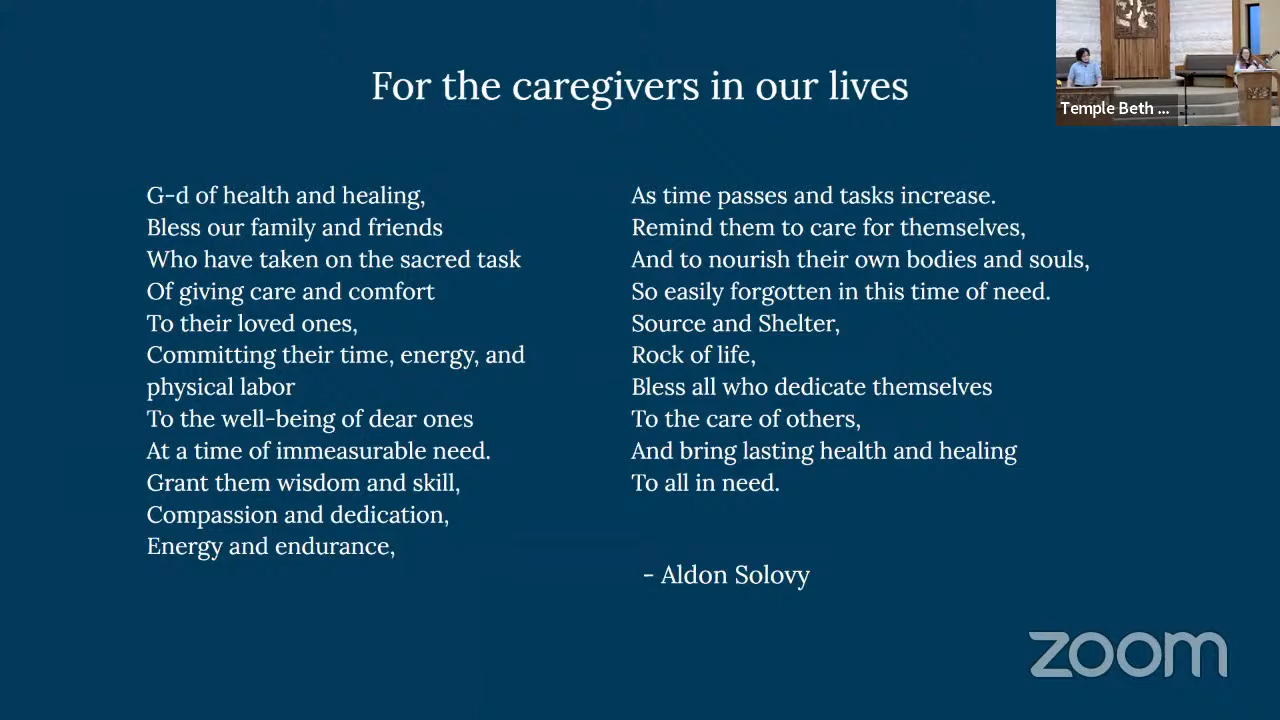 For the caregivers in our lives
Temple Beth ...
G-d of health and healing,
Bless our family and friends
Who have taken on the sacred task
Of giving care and comfort
To their loved ones,
Committing their time, energy, and
physical labor
To the well-being of dear ones
At a time of immeasurable need.
Grant them wisdom and skill,
Compassion and dedication,
Energy and endurance,
As time passes and tasks increase.
Remind them to care for themselves,
And to nourish their own bodies and souls,
So easily forgotten in this time of need.
Source and Shelter,
Rock of life,
Bless all who dedicate themselves
To the care of others,
And bring lasting health and healing
To all in need.
- Aldon Solovy
zoom